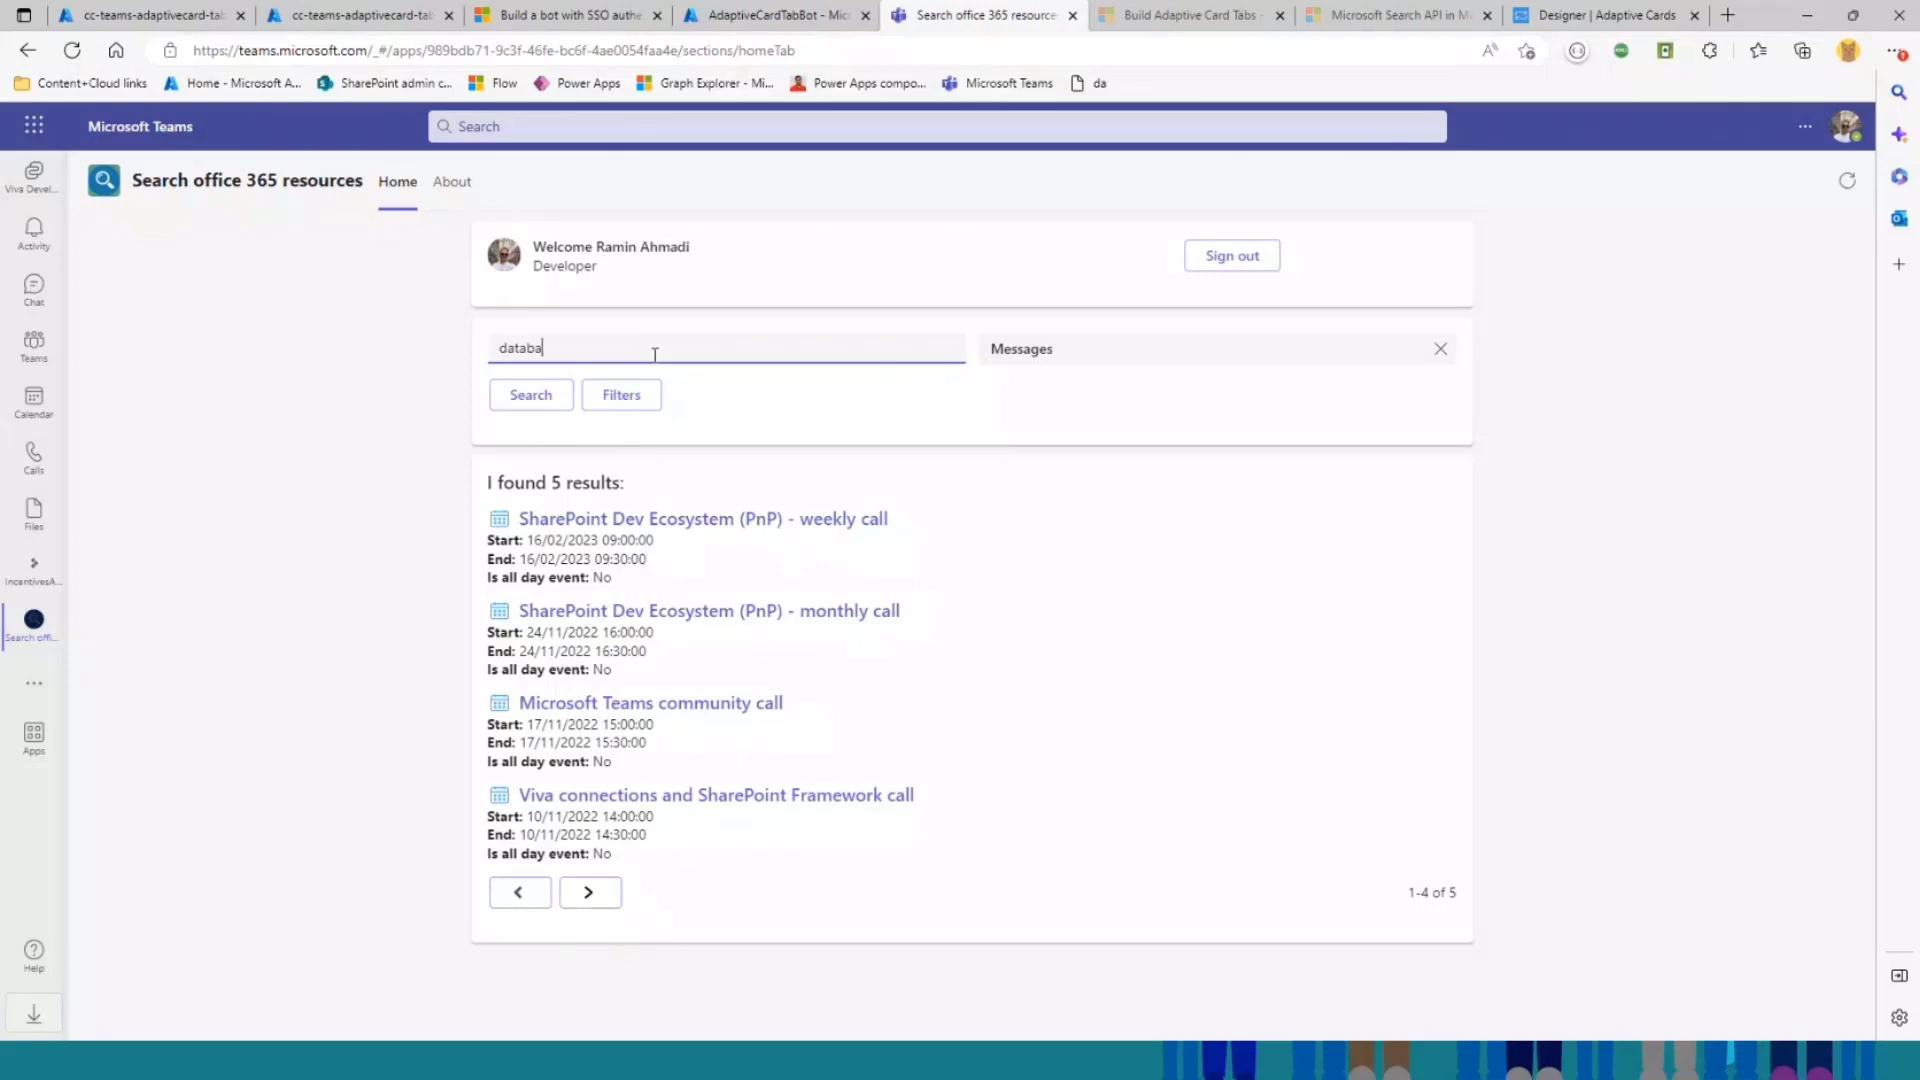 cc-teams-adaptivecard-tab
cc-teams-adaptivecard-tab
Build a bot with SSO authe
AdaptiveCardTabBot - Mic
Search office 365 resource
Build Adaptive Card Tabs -
Microsoft Search API in M
Designer | Adaptive Cards
https://teams.microsoft.com/_#/apps/989bdb71-9c3f-46fe-bc6f-4ae0054faa4e/sections/homeTab
Content+Cloud links
Home - Microsoft A...
SharePoint admin c...
Flow
Power Apps
Graph Explorer - Mi...
Power Apps compo...
Microsoft Teams
da
Microsoft Teams
Search
Viva Devel...
Activity
Chat
Teams
Calendar
Calls
Files
IncentivesA...
Search offi...
Apps
Help
Search office 365 resources
Home
About
Welcome Ramin Ahmadi
Developer
Sign out
databa
Messages
Search
Filters
I found 5 results:
SharePoint Dev Ecosystem (PnP) - weekly call
Start: 16/02/2023 09:00:00
End: 16/02/2023 09:30:00
Is all day event: No
SharePoint Dev Ecosystem (PnP) - monthly call
Start: 24/11/2022 16:00:00
End: 24/11/2022 16:30:00
Is all day event: No
Microsoft Teams community call
Start: 17/11/2022 15:00:00
End: 17/11/2022 15:30:00
Is all day event: No
Viva connections and SharePoint Framework call
Start: 10/11/2022 14:00:00
End: 10/11/2022 14:30:00
Is all day event: No
1-4 of 5